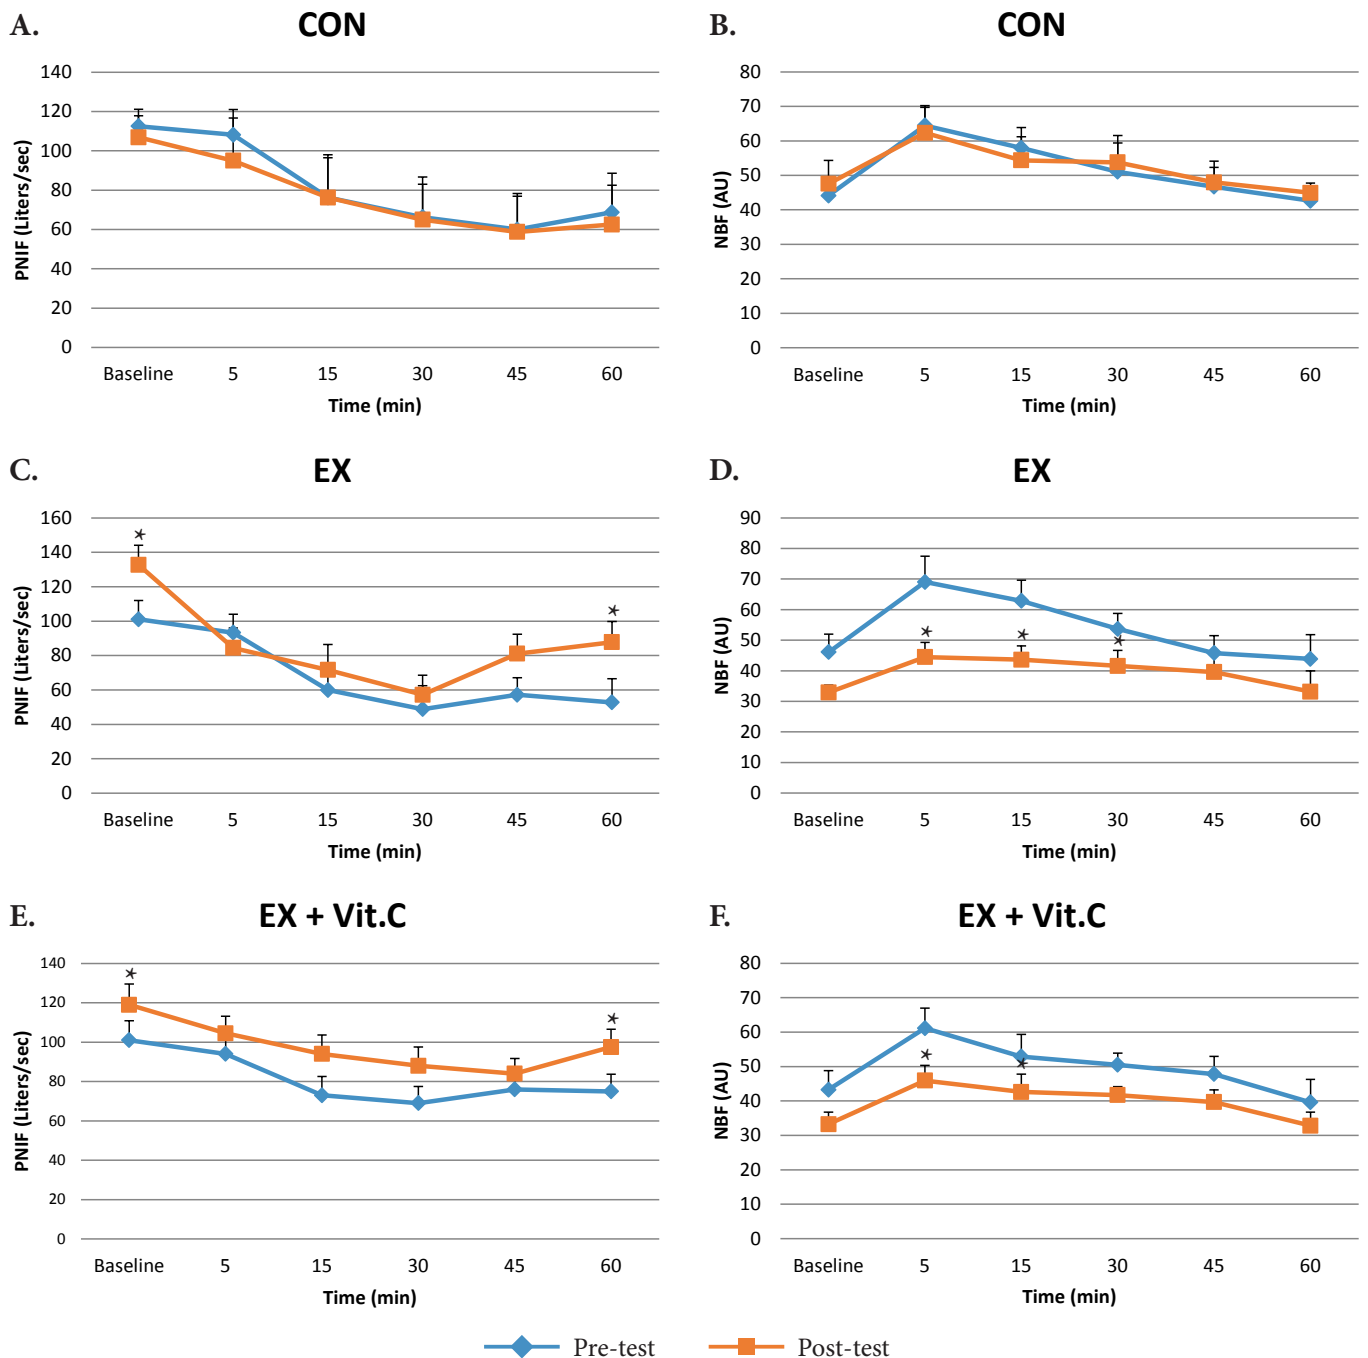 A. CON
PNIF (Liters/sec)
140
120
100
80
60
40
20
0
Baseline 5 15 30 45 60
Time (min)
B. CON
NBF (AU)
80
70
60
50
40
30
20
10
0
Baseline 5 15 30 45 60
Time (min)
C. EX
PNIF (Liters/sec)
160
140
120
100
80
60
40
20
0
* *
Baseline 5 15 30 45 60
Time (min)
D. EX
NBF (AU)
90
80
70
60
50
40
30
20
10
0
* * *
Baseline 5 15 30 45 60
Time (min)
E. EX + Vit.C
PNIF (Liters/sec)
140
120
100
80
60
40
20
0
* *
Baseline 5 15 30 45 60
Time (min)
F. EX + Vit.C
NBF (AU)
80
70
60
50
40
30
20
10
0
* *
Baseline 5 15 30 45 60
Time (min)
Pre-test Post-test